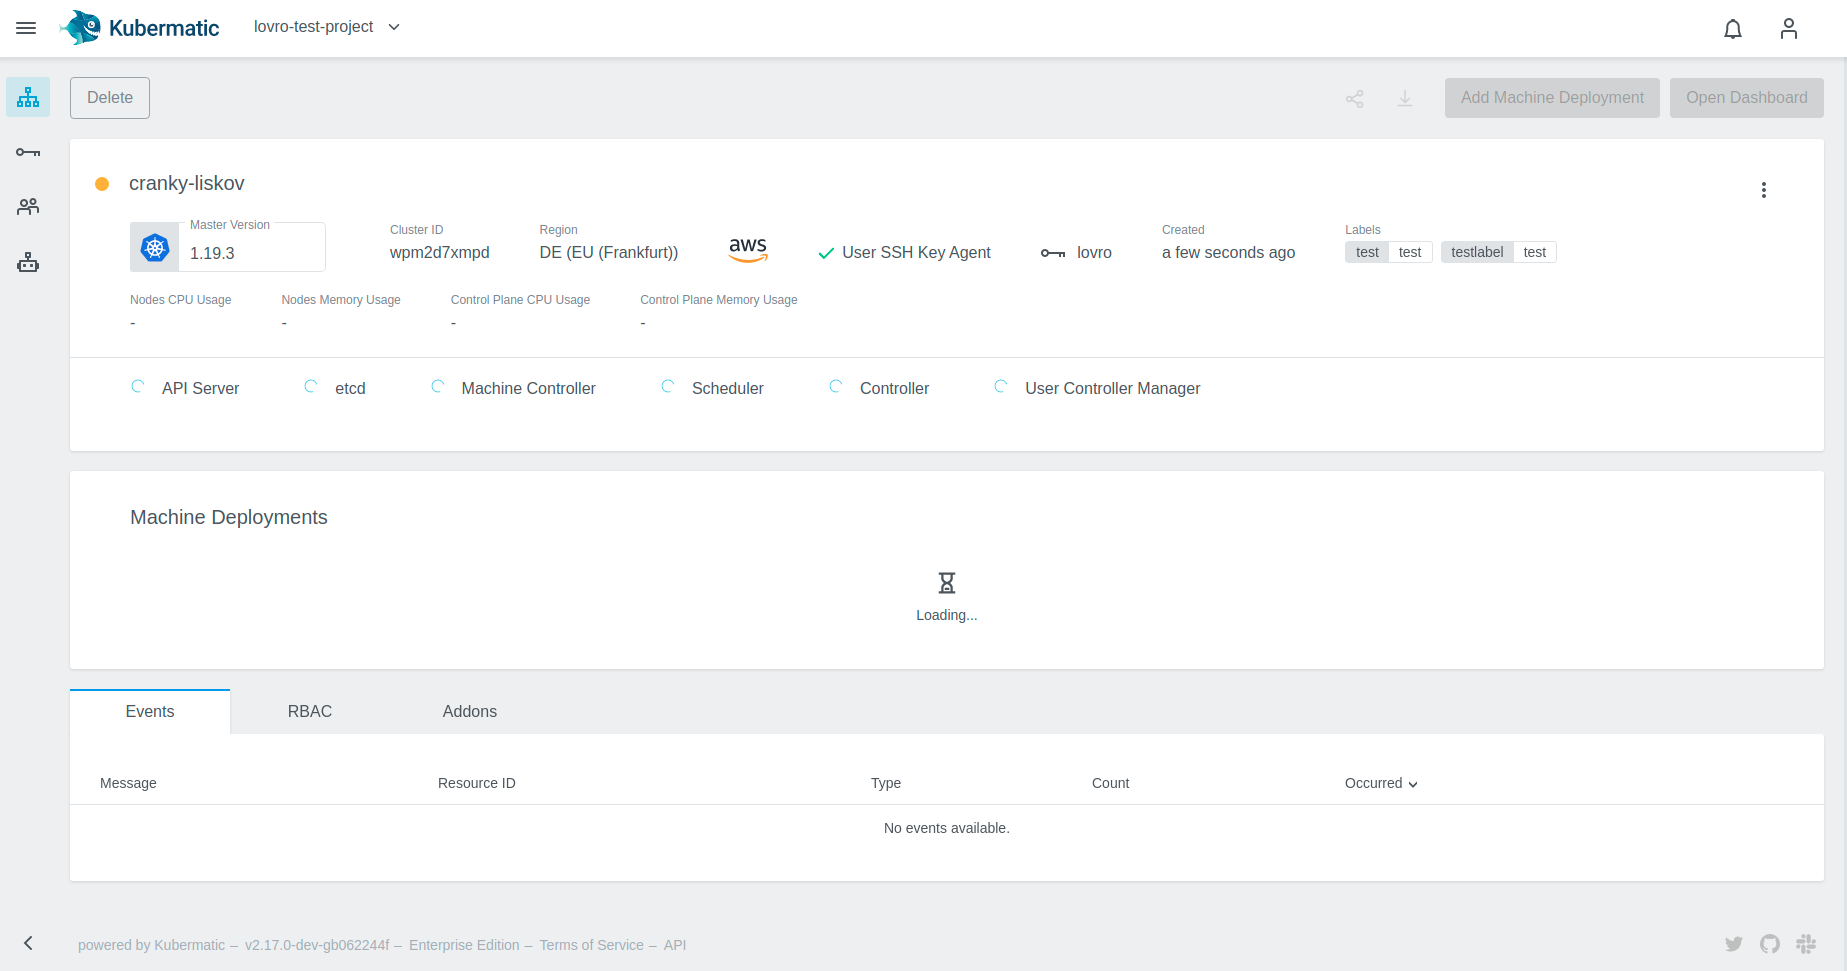 Kubermatic lovro-test-project
Delete Add Machine Deployment Open Dashboard
cranky-liskov
Master Version
1.19.3
Cluster ID
wpm2d7xmpd
Region
DE (EU (Frankfurt))
aws
User SSH Key Agent
lovro
Created
a few seconds ago
Labels
test test testlabel test
Nodes CPU Usage
-
Nodes Memory Usage
-
Control Plane CPU Usage
-
Control Plane Memory Usage
-
API Server etcd Machine Controller Scheduler Controller User Controller Manager
Machine Deployments
Loading...
Events RBAC Addons
Message Resource ID Type Count Occurred
No events available.
powered by Kubermatic – v2.17.0-dev-gb062244f – Enterprise Edition – Terms of Service – API